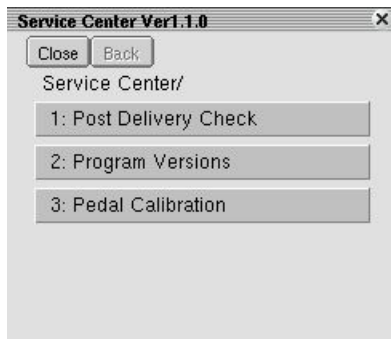 Service Center Ver1.1.0
Close Back
Service Center/
1: Post Delivery Check
2: Program Versions
3: Pedal Calibration